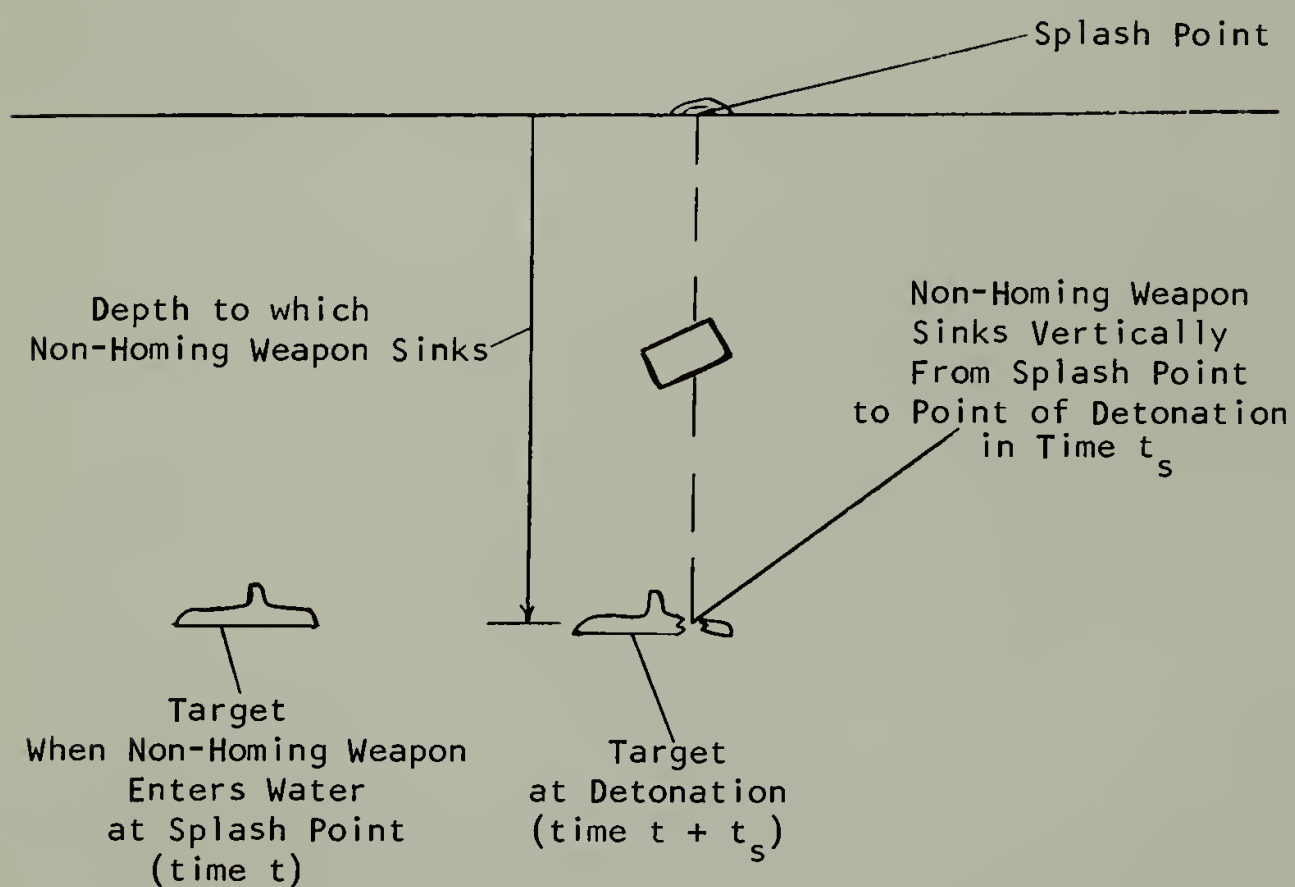 Splash Point
Depth to which
Non-Homing Weapon Sinks
Non-Homing Weapon
Sinks Vertically
From Splash Point
to Point of Detonation
in Time t_s
Target
When Non-Homing Weapon
Enters Water
at Splash Point
(time t)
Target
at Detonation
(time t + t_s)